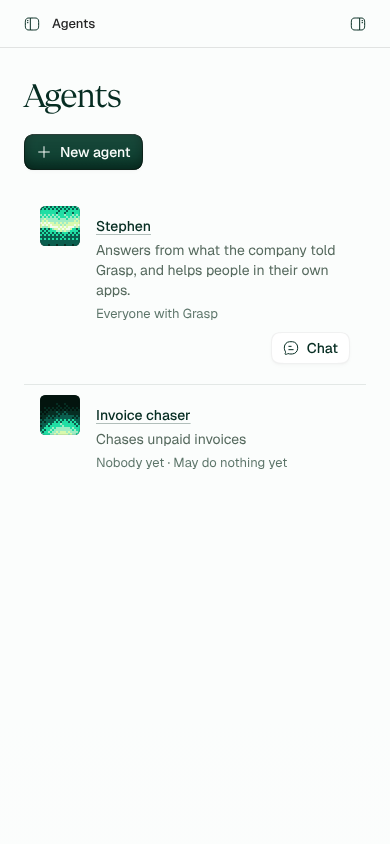 Agents
Agents
New agent
Stephen
Answers from what the company told
Grasp, and helps people in their own
apps.
Everyone with Grasp
Chat
Invoice chaser
Chases unpaid invoices
Nobody yet · May do nothing yet